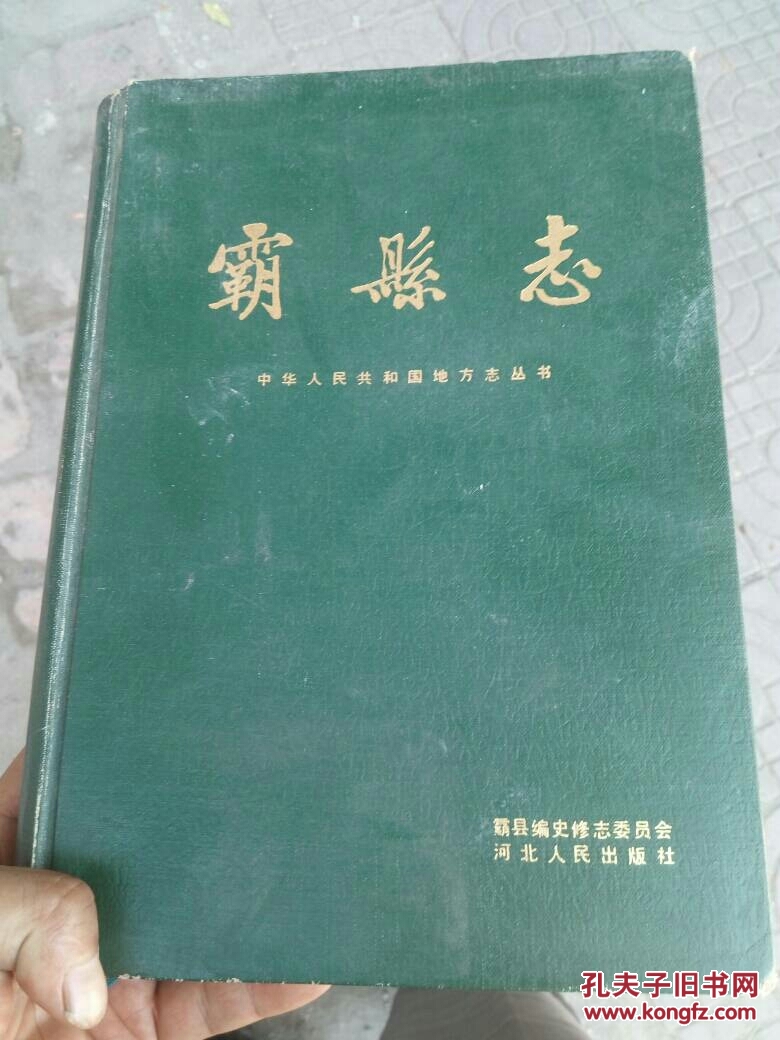 霸縣志
中华人民共和国地方志丛书
霸县编史修志委员会
河北人民出版社
孔夫子旧书网
www.kongfz.com